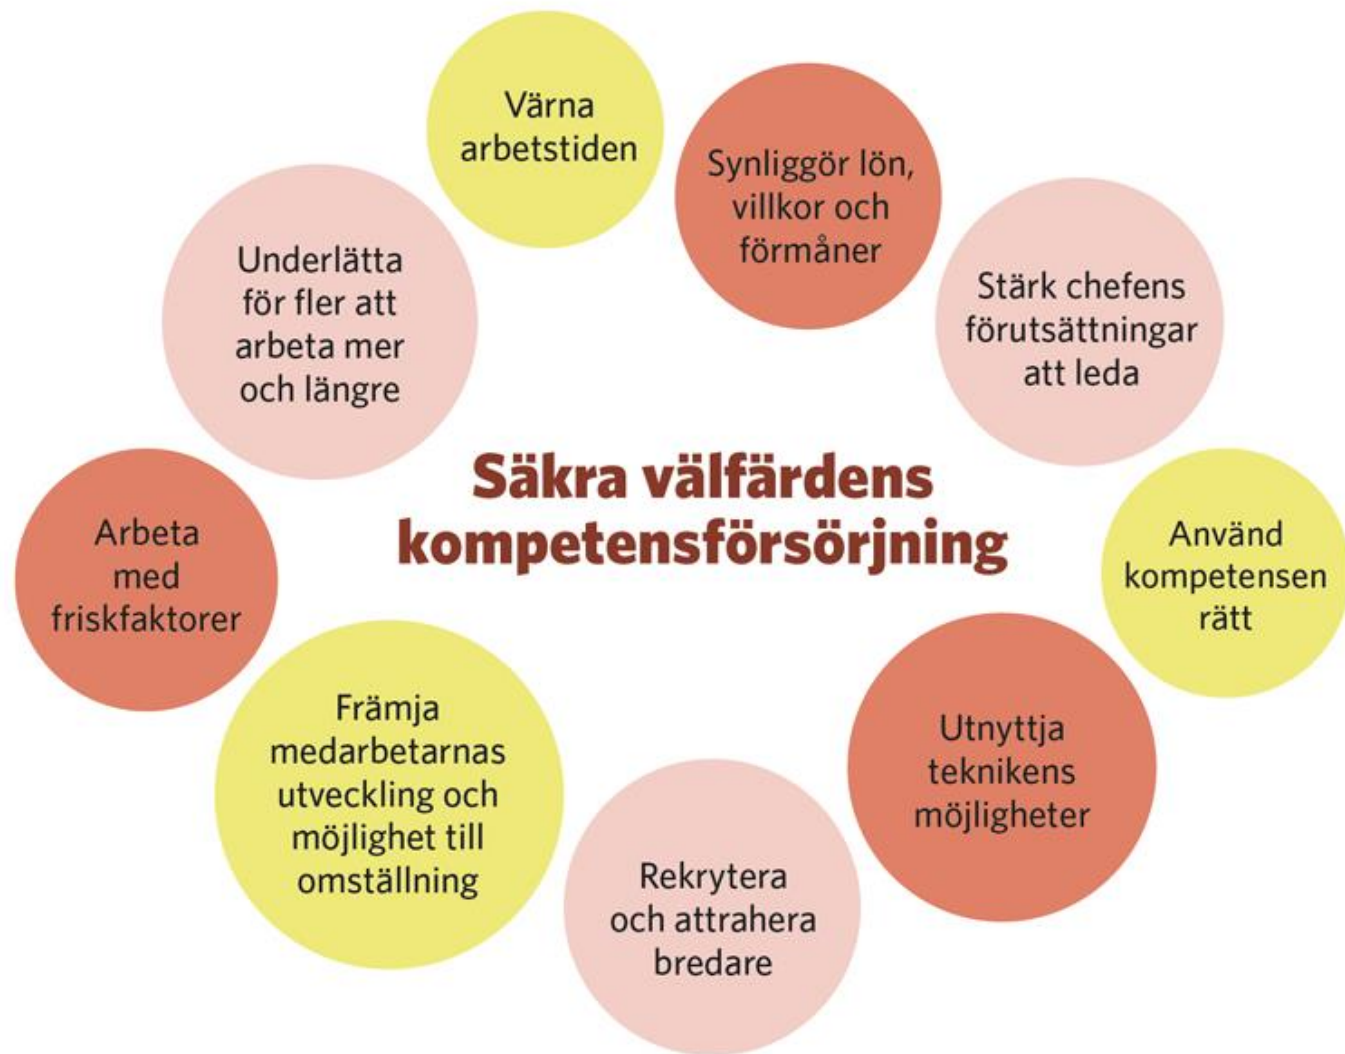 Värna
arbetstiden
Synliggör lön,
villkor och
förmåner
Stärk chefens
förutsättningar
att leda
Använd
kompetensen
rätt
Utnyttja
teknikens
möjligheter
Rekrytera
och attrahera
bredare
Främja
medarbetarnas
utveckling och
möjlighet till
omställning
Arbeta
med
friskfaktorer
Underlätta
för fler att
arbeta mer
och längre
Säkra välfärdens
kompetensförsörjning